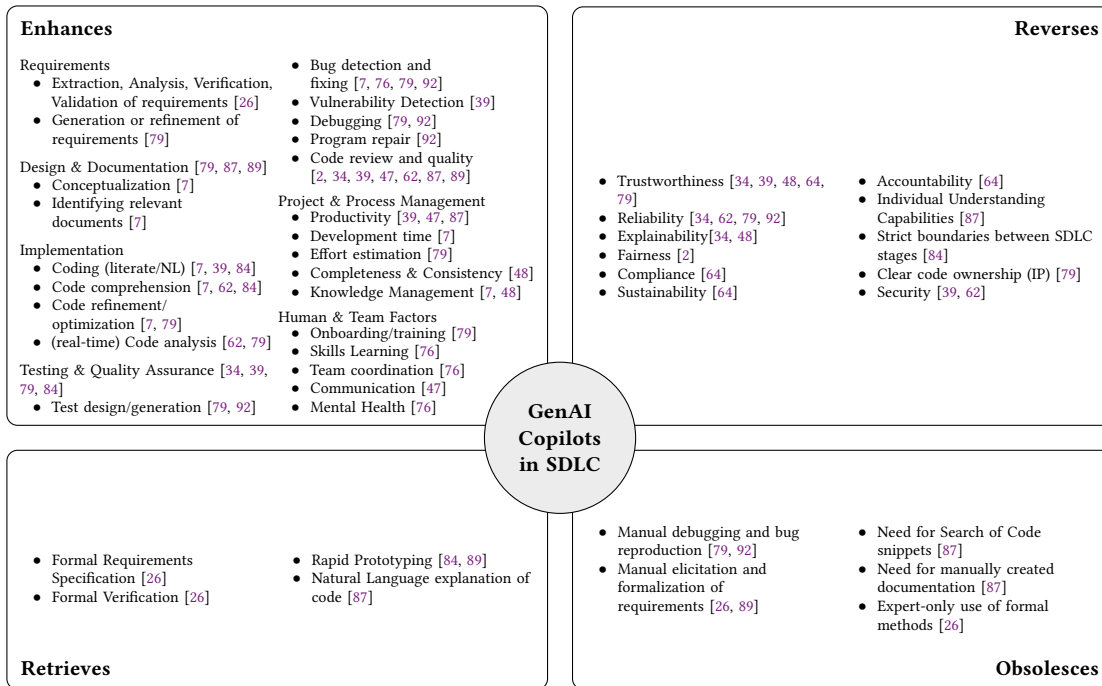 Enhances
Requirements
● Extraction, Analysis, Verification,
Validation of requirements [26]
● Generation or refinement of
requirements [79]
Design & Documentation [79, 87, 89]
● Conceptualization [7]
● Identifying relevant
documents [7]
Implementation
● Coding (literate/NL) [7, 39, 84]
● Code comprehension [7, 62, 84]
● Code refinement/
optimization [7, 79]
● (real-time) Code analysis [62, 79]
Testing & Quality Assurance [34, 39,
79, 84]
● Test design/generation [79, 92]
● Bug detection and
fixing [7, 76, 79, 92]
● Vulnerability Detection [39]
● Debugging [79, 92]
● Program repair [92]
● Code review and quality
[2, 34, 39, 47, 62, 87, 89]
Project & Process Management
● Productivity [39, 47, 87]
● Development time [7]
● Effort estimation [79]
● Completeness & Consistency [48]
● Knowledge Management [7, 48]
Human & Team Factors
● Onboarding/training [79]
● Skills Learning [76]
● Team coordination [76]
● Communication [47]
● Mental Health [76]
Reverses
● Trustworthiness [34, 39, 48, 64,
79]
● Reliability [34, 62, 79, 92]
● Explainability[34, 48]
● Fairness [2]
● Compliance [64]
● Sustainability [64]
● Accountability [64]
● Individual Understanding
Capabilities [87]
● Strict boundaries between SDLC
stages [84]
● Clear code ownership (IP) [79]
● Security [39, 62]
GenAI
Copilots
in SDLC
● Formal Requirements
Specification [26]
● Formal Verification [26]
● Rapid Prototyping [84, 89]
● Natural Language explanation of
code [87]
Retrieves
● Manual debugging and bug
reproduction [79, 92]
● Manual elicitation and
formalization of
requirements [26, 89]
● Need for Search of Code
snippets [87]
● Need for manually created
documentation [87]
● Expert-only use of formal
methods [26]
Obsolesces